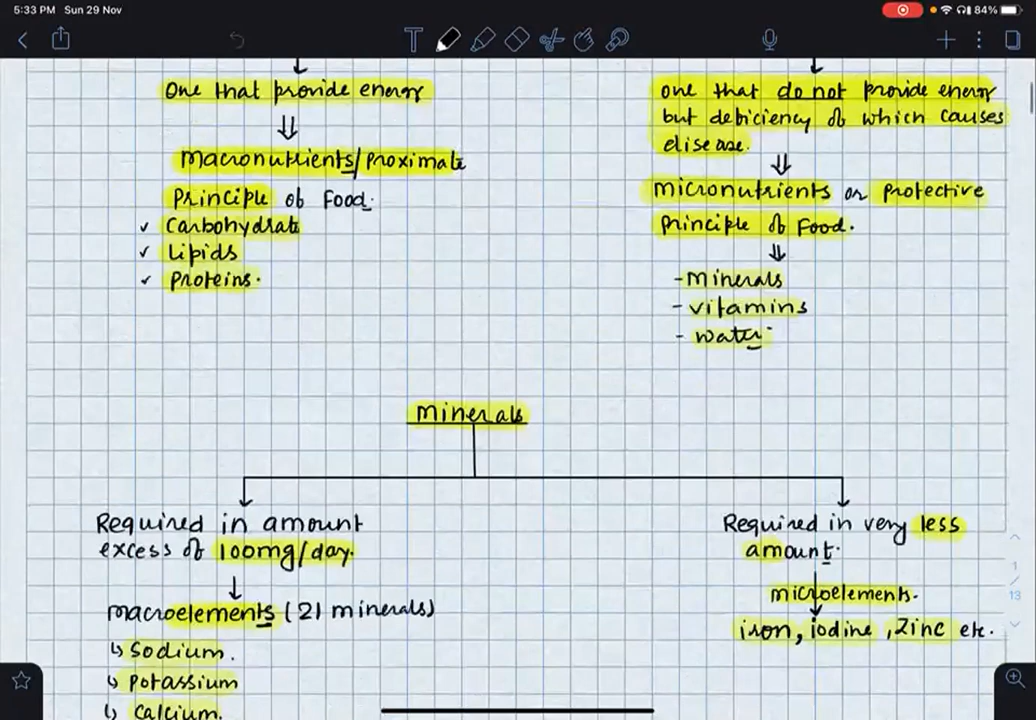 5:33 PM Sun 29 Nov
84%
One that provide energy
macronutrients/Proximate
Principle of Food.
✓ Carbohydrate
✓ Lipids
✓ Proteins.
one that do not provide energy
but deficiency of which causes
disease.
micronutrients or protective
principle of Food.
- minerals
- vitamins
- water
minerals
Required in amount
excess of 100mg/day.
macroelements (21 minerals)
↳ Sodium.
↳ Potassium
↳ Calcium.
Required in very less
amount.
microelements.
iron, iodine, Zinc etc.
1
13